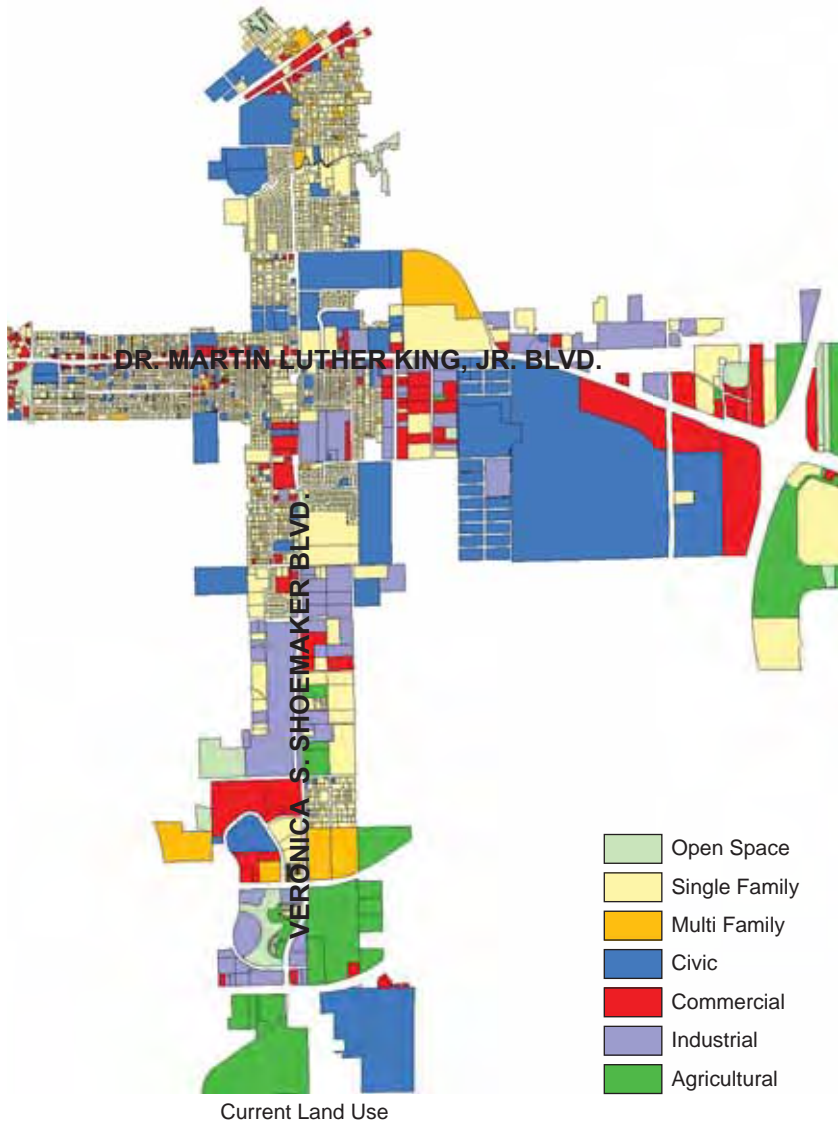 DR. MARTIN LUTHER KING, JR. BLVD.
VERONICA S. SHOEMAKER BLVD.
Open Space
Single Family
Multi Family
Civic
Commercial
Industrial
Agricultural
Current Land Use